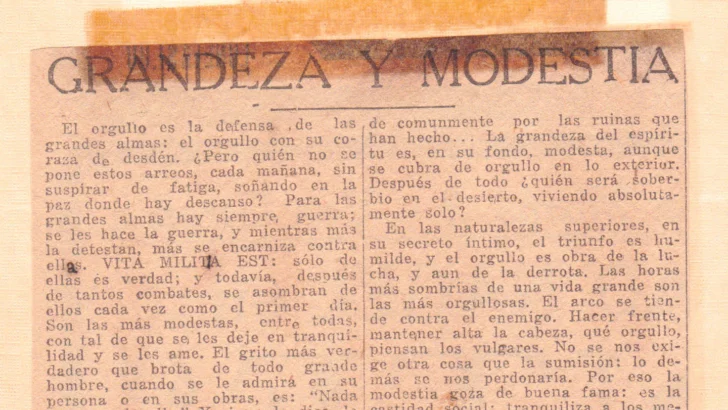 GRANDEZA Y MODESTIA
El orgullo es la defensa de las
grandes almas: el orgullo con su co-
raza de desdén. ¿Pero quién no se
pone estos arreos, cada mañana, sin
suspirar de fatiga, soñando en la
paz donde hay descanso? Para las
grandes almas hay siempre guerra;
se les hace la guerra, y mientras más
la detestan, más se encarniza contra
ellas. VITA MILITIA EST: sólo de
ellas es verdad; y todavía, después
de tantos combates, se asombran de
ellos cada vez como el primer día.
Son las más modestas, entre todas,
con tal de que se les deje en tranqui-
lidad y se les ame. El grito más ver-
dadero que brota de todo grande
hombre, cuando se le admira en su
persona o en sus obras, es: "Nada
de comunmente por las ruinas que
han hecho... La grandeza del espíri-
tu es, en su fondo, modesta, aunque
se cubra de orgullo en lo exterior.
Después de todo ¿quién será sober-
bio en el desierto, viviendo absoluta-
mente solo?
En las naturalezas superiores, en
su secreto íntimo, el triunfo es hu-
milde, y el orgullo es obra de la lu-
cha, y aun de la derrota. Las horas
más sombrías de una vida grande son
las más orgullosas. El arco se tien-
de contra el enemigo. Hacer frente,
mantener alta la cabeza, qué orgullo,
piensan los vulgares. No se nos exi-
ge otra cosa que la sumisión: lo de-
más se nos perdonaría. Por eso la
modestia goza de buena fama: es la
castidad social: tranquiliza a los me-